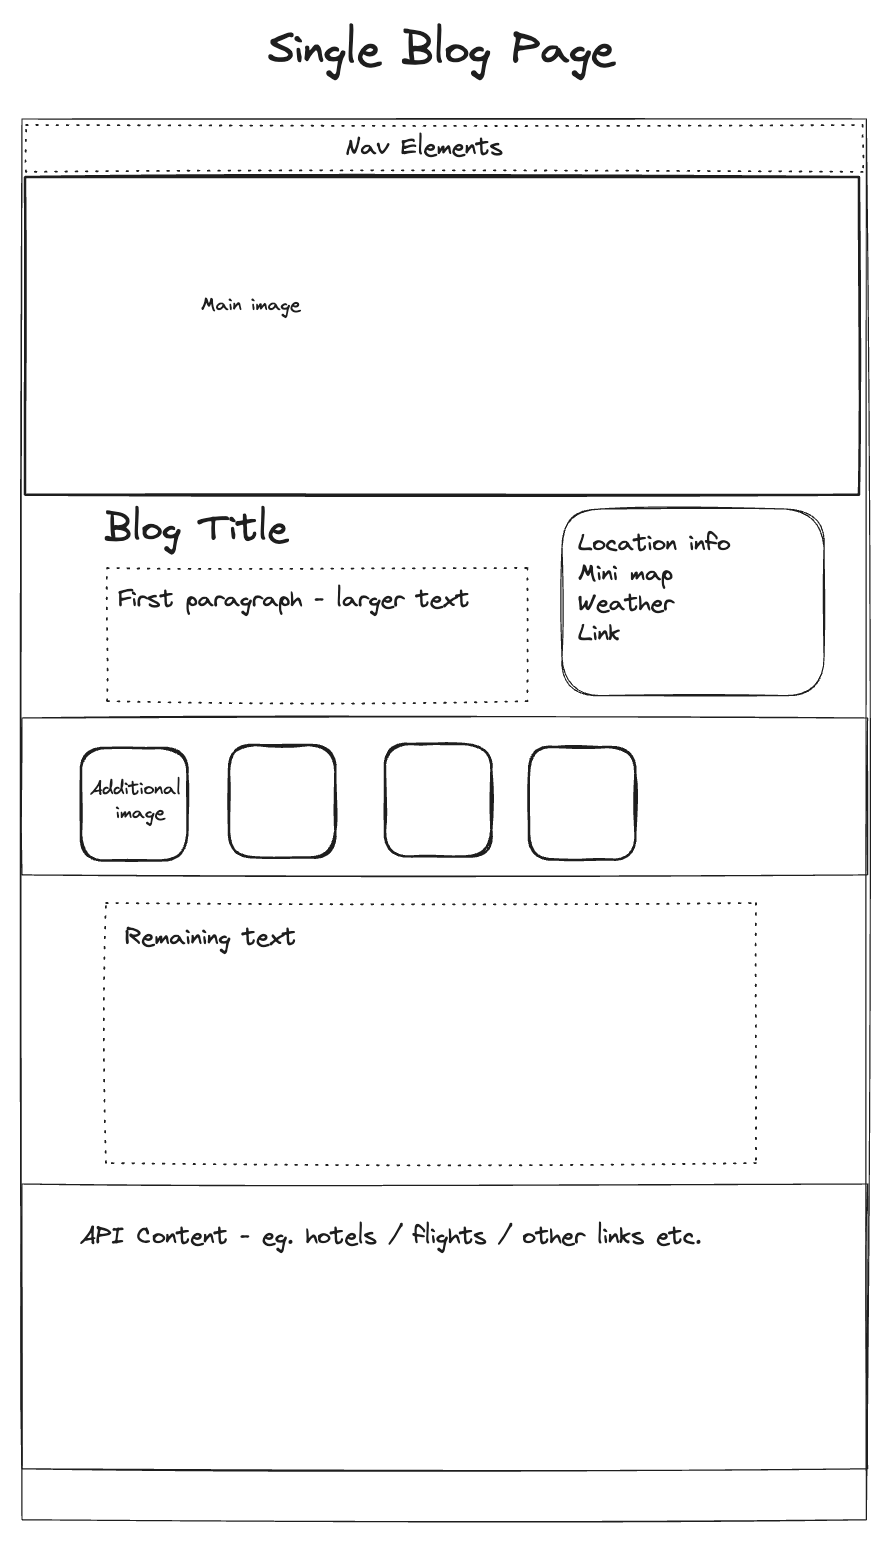 Single Blog Page
Nav Elements
Main image
Blog Title
First paragraph - larger text
Location info
Mini map
Weather
Link
Additional
image
Remaining text
API Content - eg. hotels / flights / other links etc.